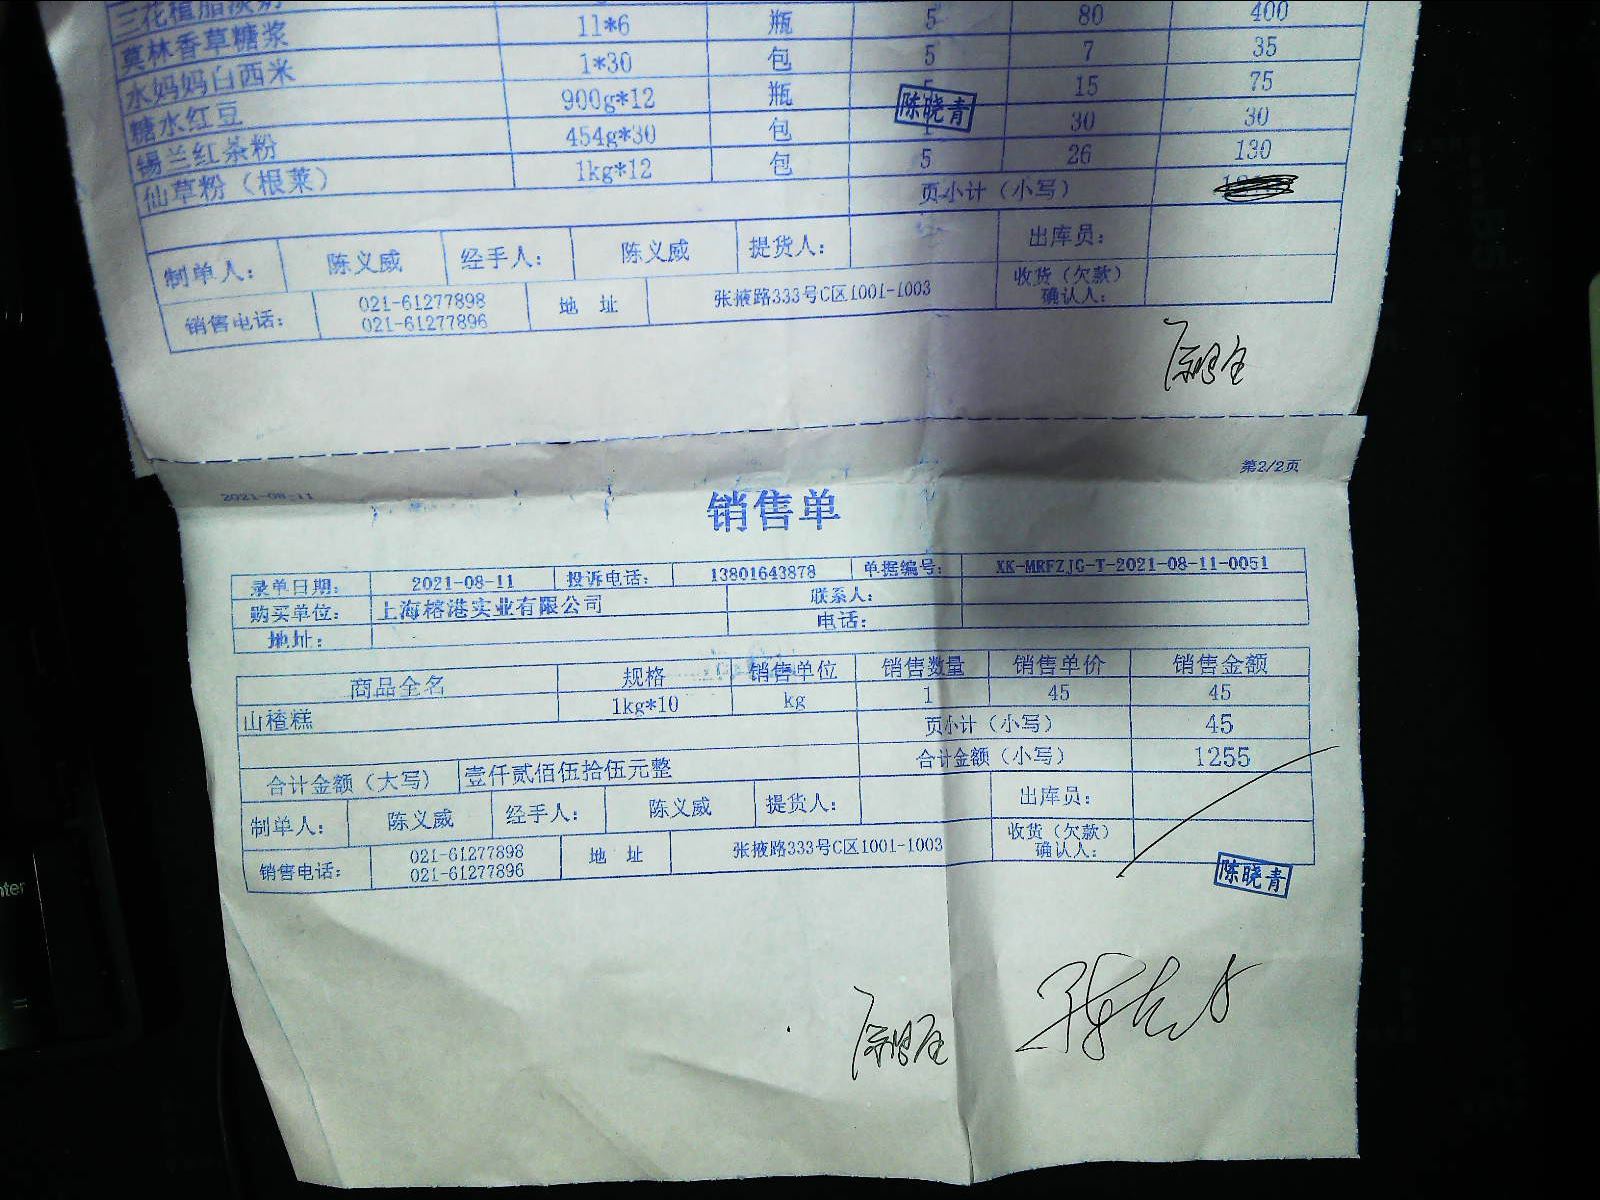 三花植脂淡奶 5 80 400
莫林香草糖浆 11*6 瓶 5 7 35
水妈妈白西米 1*30 包 15 75
糖水红豆 900g*12 瓶 1 30 30
锡兰红茶粉 454g*30 包 5 26 130
仙草粉（根莱） 1kg*12 包
陈晓青
页小计（小写）
制单人： 陈义威 经手人： 陈义威 提货人： 出库员：
销售电话： 021-61277898 021-61277896 地 址 张掖路333号C区1001-1003 收货（欠款）确认人：
第2/2页
2021-08-11
销售单
录单日期： 2021-08-11 投诉电话： 13801643878 单据编号： XK-MRFZJG-T-2021-08-11-0051
购买单位： 上海榕港实业有限公司 联系人：
地址： 电话：
商品全名 规格 销售单位 销售数量 销售单价 销售金额
山楂糕 1kg*10 kg 1 45 45
页小计（小写） 45
合计金额（大写） 壹仟贰佰伍拾伍元整 合计金额（小写） 1255
制单人： 陈义威 经手人： 陈义威 提货人： 出库员：
销售电话： 021-61277898 021-61277896 地 址 张掖路333号C区1001-1003 收货（欠款）确认人：
陈晓青